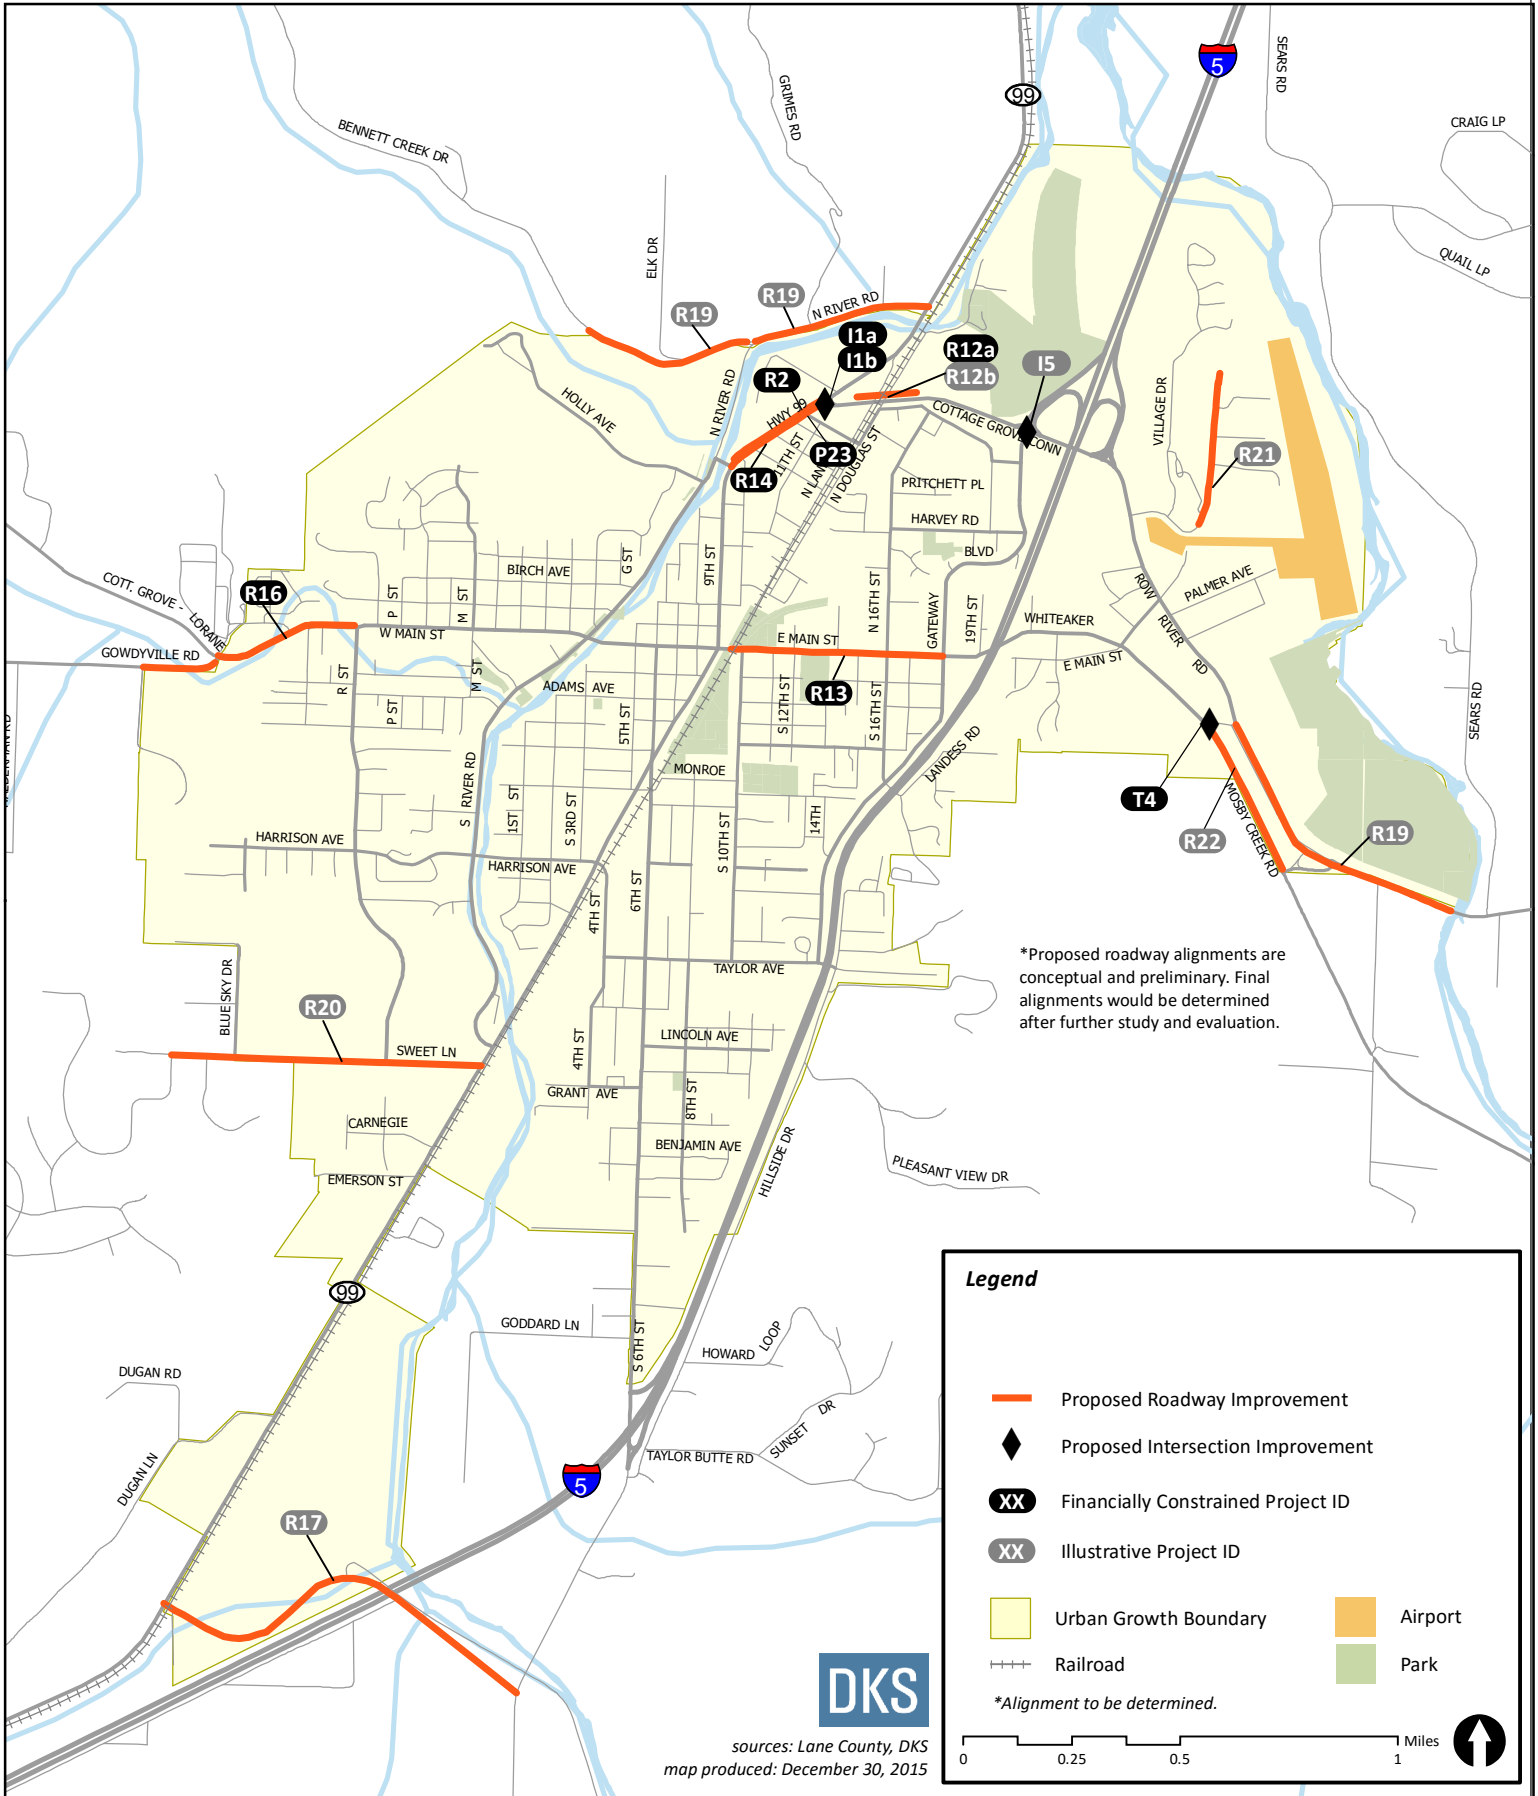 5
SEARS RD
99
GRIMES RD
CRAIG LP
BENNETT CREEK DR
ELK DR
QUAIL LP
R19
N RIVER RD
R19
I1a
I1b
R12a
R12b
I5
R2
HWY 99
N RIVER RD
HOLLY AVE
COTTAGE GROVE CONN
VILLAGE DR
11TH ST
P23
R14
N DOUGLAS ST
R21
PRITCHETT PL
HARVEY RD
BLVD
9TH ST
G ST
BIRCH AVE
COTT. GROVE -
LORANE
R16
P ST
M ST
N 16TH ST
GATEWAY
19TH ST
ROW
RIVER
RD
PALMER AVE
WHITEAKER
W MAIN ST
E MAIN ST
E MAIN ST
GOWDYVILLE RD
R ST
M ST
ADAMS AVE
R13
S 12TH ST
S 16TH ST
P ST
5TH ST
SEARS RD
LANDESS RD
MONROE
S RIVER RD
1ST ST
S 3RD ST
14TH
S 10TH ST
T4
MOSBY CREEK RD
R22
R19
HARRISON AVE
HARRISON AVE
6TH ST
4TH ST
TAYLOR AVE
*Proposed roadway alignments are
conceptual and preliminary. Final
alignments would be determined
after further study and evaluation.
BLUE SKY DR
R20
SWEET LN
LINCOLN AVE
4TH ST
GRANT AVE
8TH ST
CARNEGIE
BENJAMIN AVE
HILLSIDE DR
PLEASANT VIEW DR
EMERSON ST
99
GODDARD LN
S 6TH ST
HOWARD
LOOP
DUGAN RD
SUNSET
DR
TAYLOR BUTTE RD
DUGAN LN
5
R17
Legend
Proposed Roadway Improvement
Proposed Intersection Improvement
XX Financially Constrained Project ID
XX Illustrative Project ID
Urban Growth Boundary
Airport
Railroad
Park
*Alignment to be determined.
0 0.25 0.5 1 Miles
DKS
sources: Lane County, DKS
map produced: December 30, 2015